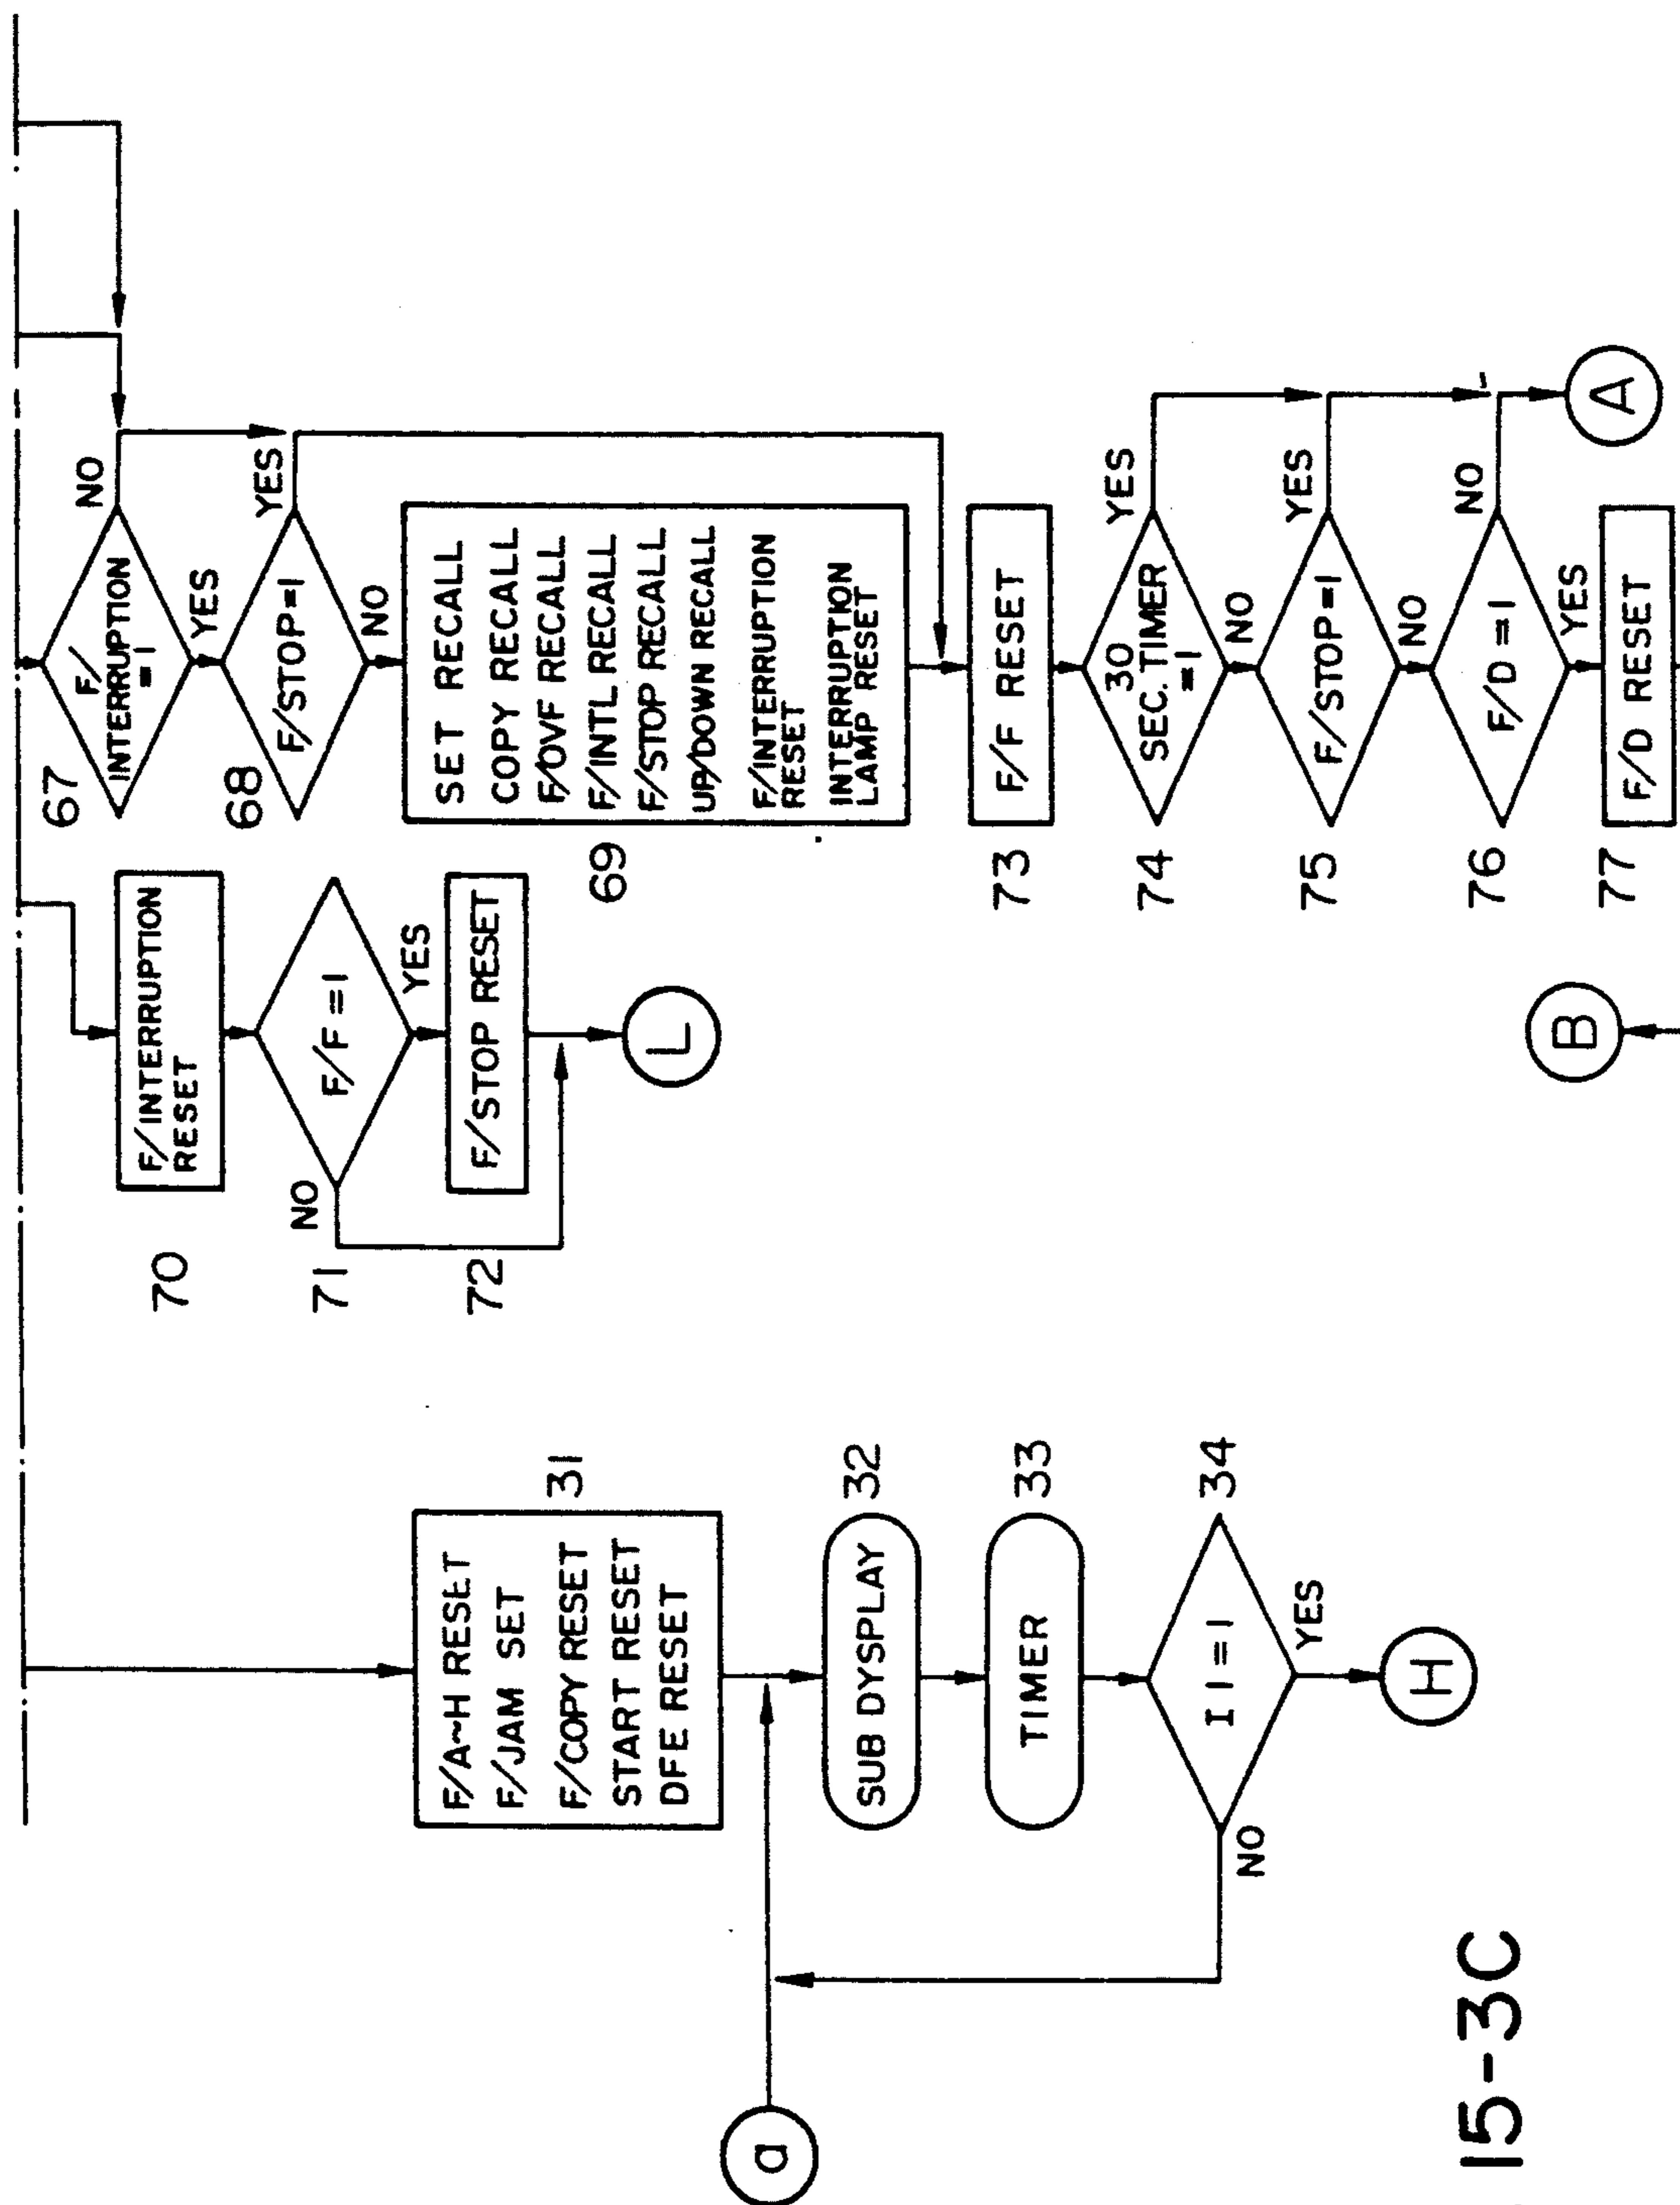 67
F/
INTERRUPTION
=1
NO
YES
68
F/STOP=1
YES
NO
69
SET RECALL
COPY RECALL
F/OVF RECALL
F/INTL RECALL
F/STOP RECALL
UP/DOWN RECALL
F/INTERRUPTION
RESET
INTERRUPTION
LAMP RESET
73
F/F RESET
74
30
SEC.TIMER
=1
YES
NO
75
F/STOP=1
YES
NO
76
F/D=1
NO
YES
77
F/D RESET
A
B
70
F/INTERRUPTION
RESET
71
F/F=1
NO
YES
72
F/STOP RESET
L
31
F/A~H RESET
F/JAM SET
F/COPY RESET
START RESET
DFE RESET
a
32
SUB DYSPLAY
33
TIMER
34
I1=1
NO
YES
H
15-3C